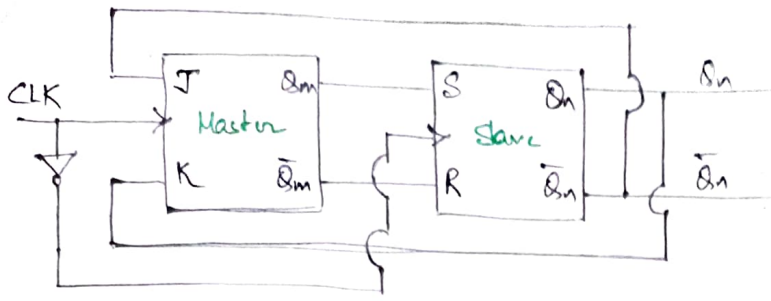 J Qm S Qn Qn
CLK Master Slave
K Q̅m R Q̅n Q̅n